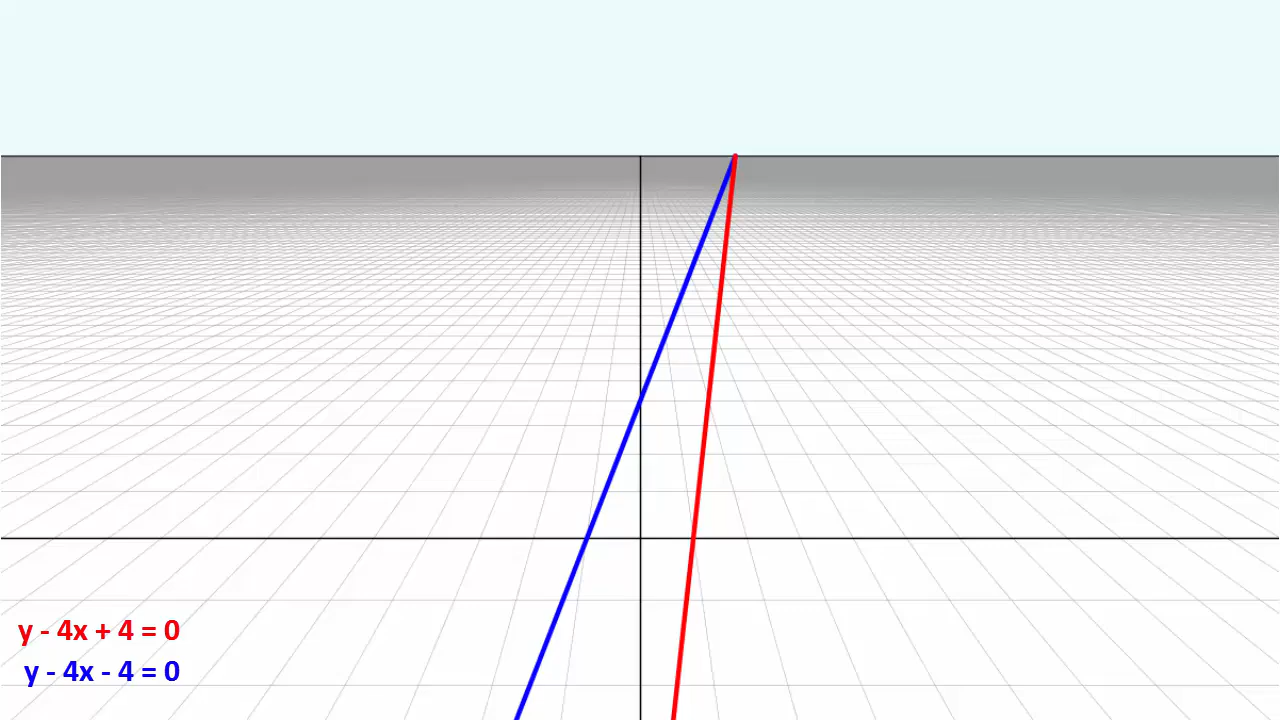 y - 4x + 4 = 0
y - 4x - 4 = 0